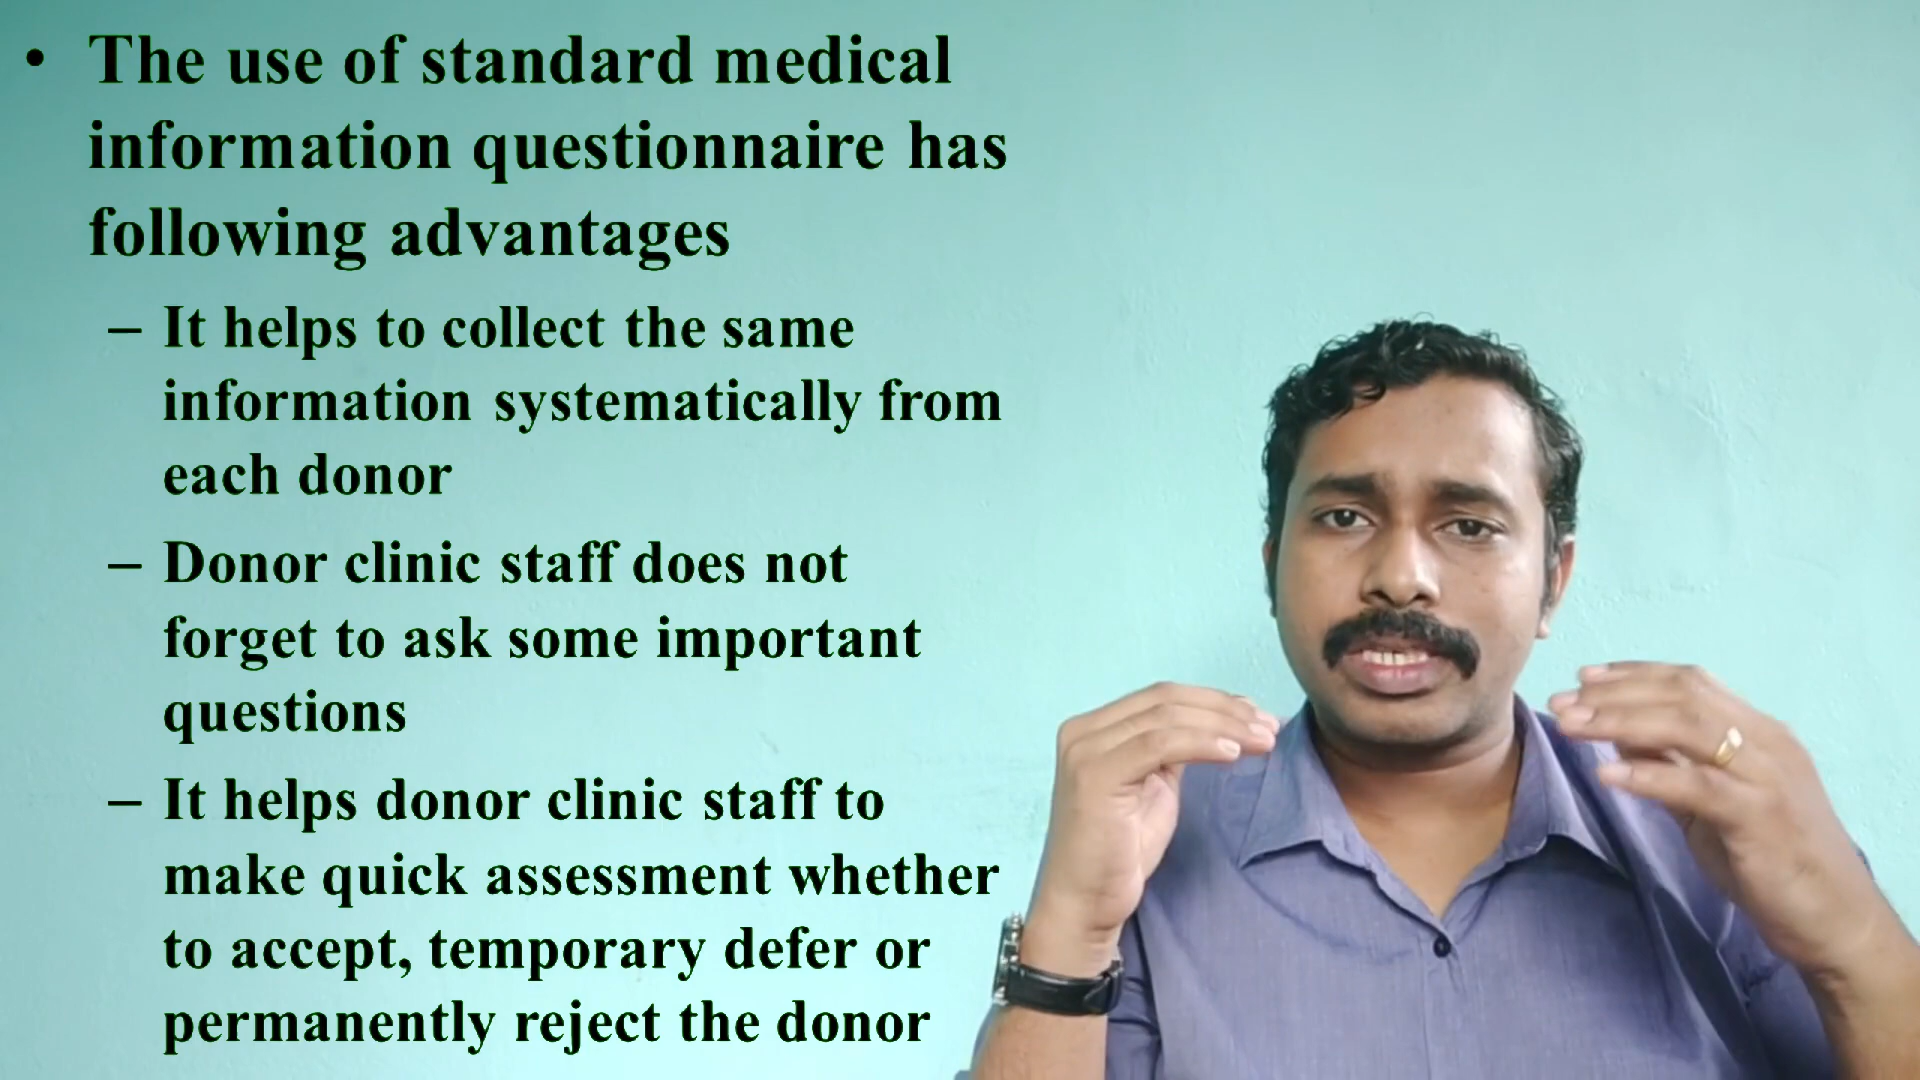 • The use of standard medical
information questionnaire has
following advantages
– It helps to collect the same
information systematically from
each donor
– Donor clinic staff does not
forget to ask some important
questions
– It helps donor clinic staff to
make quick assessment whether
to accept, temporary defer or
permanently reject the donor